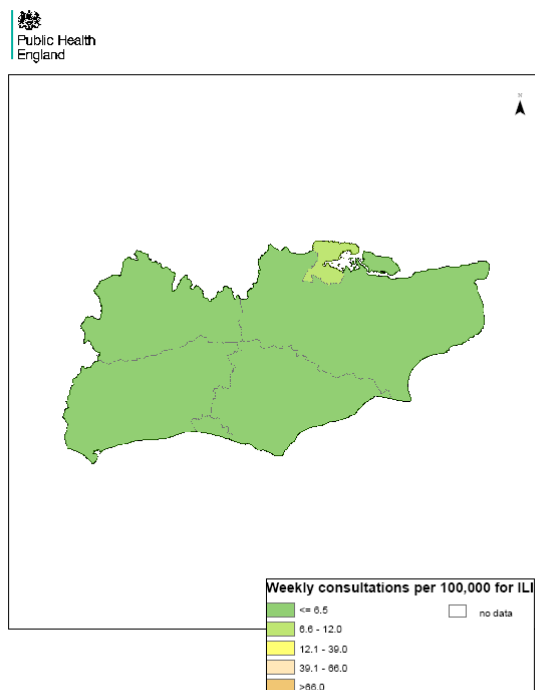 Public Health
England
N
Weekly consultations per 100,000 for ILI
<= 6.5
no data
6.6 - 12.0
12.1 - 39.0
39.1 - 66.0
>66.0